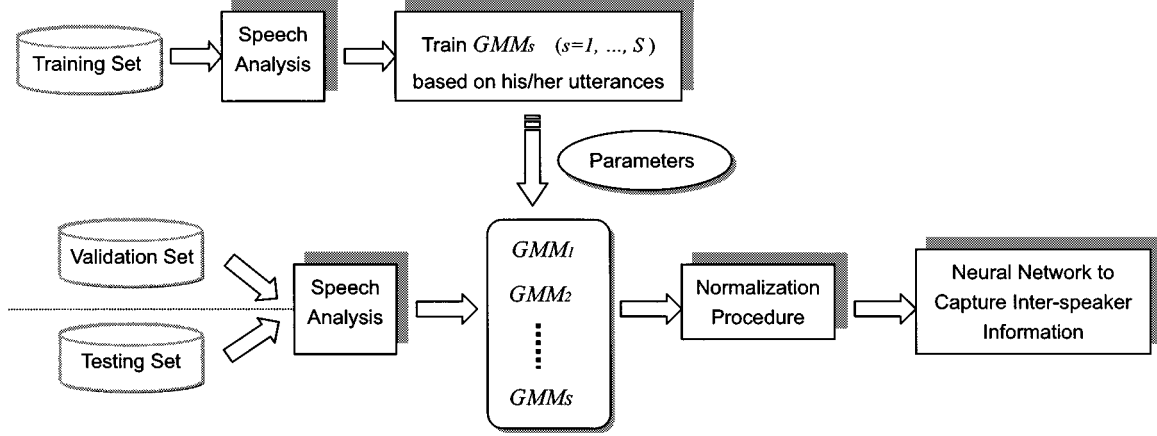 Training Set
Speech
Analysis
Train GMMs (s=1, ..., S)
based on his/her utterances
Parameters
Validation Set
Testing Set
Speech
Analysis
GMM1
GMM2
GMMS
Normalization
Procedure
Neural Network to
Capture Inter-speaker
Information